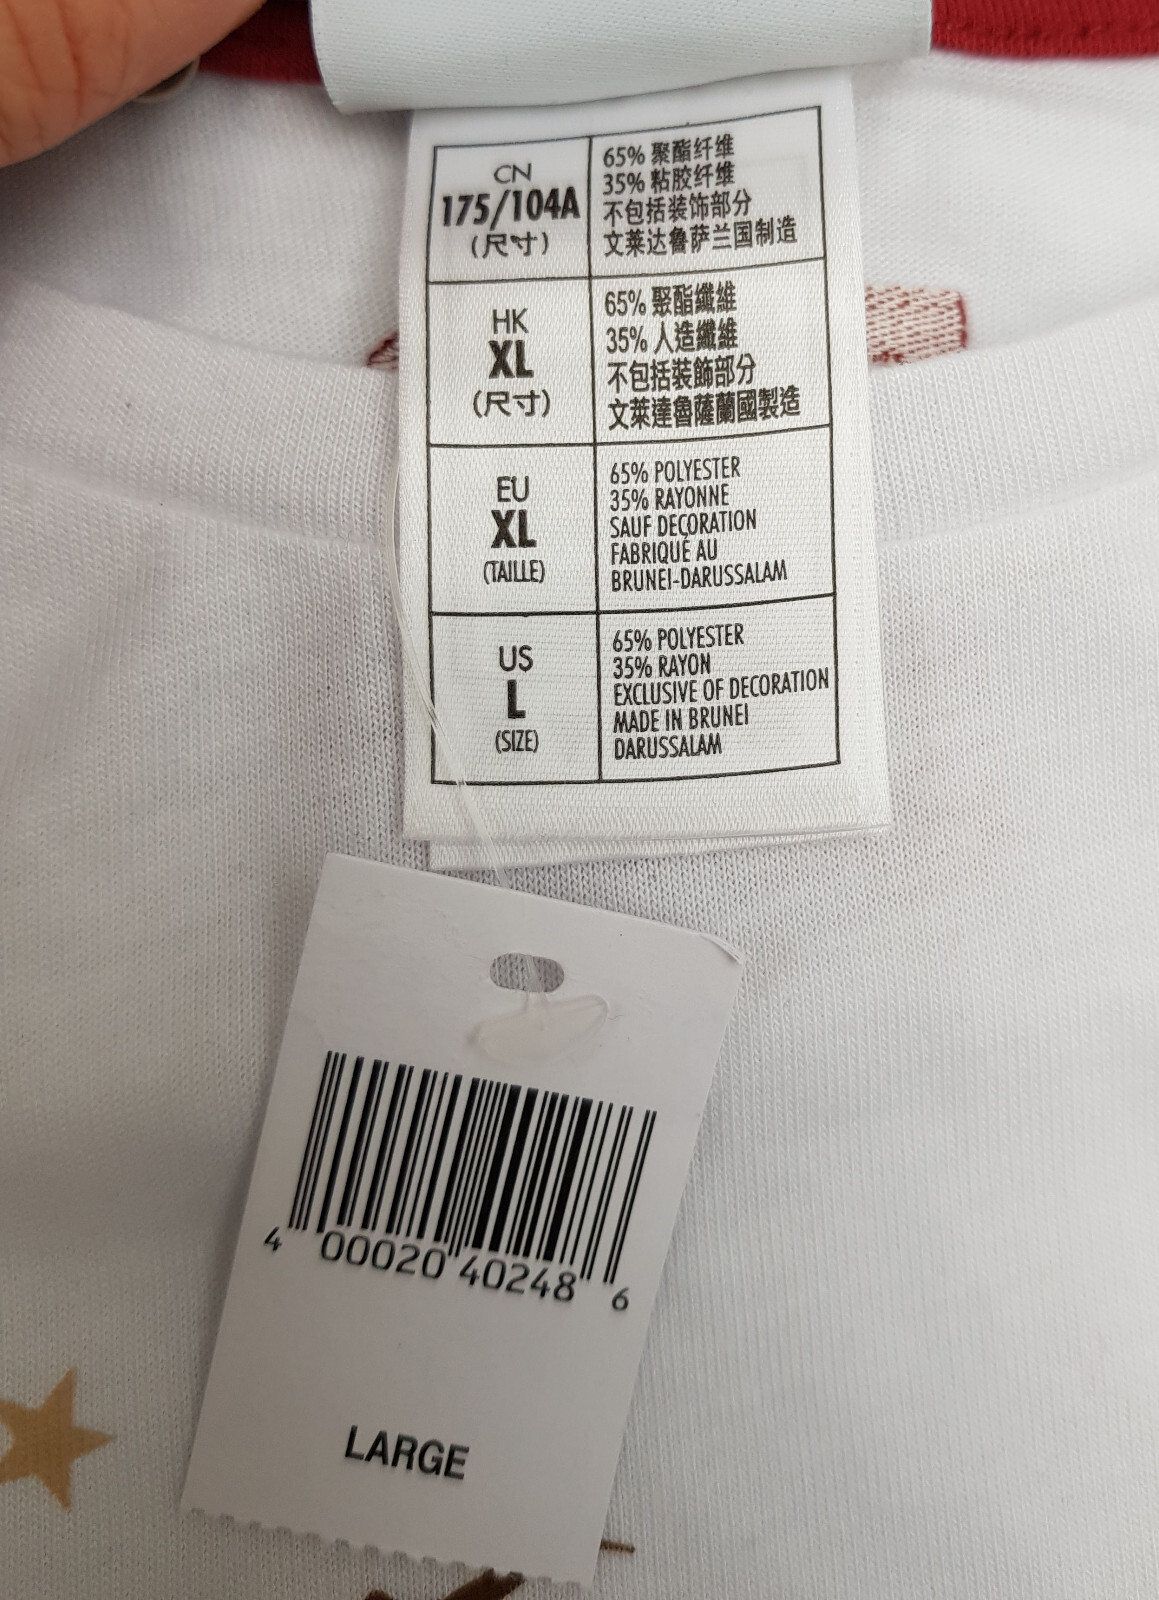 CN
175/104A
(尺寸)
65% 聚酯纤维
35% 粘胶纤维
不包括装饰部分
文莱达鲁萨兰国制造
HK
XL
(尺寸)
65% 聚酯纖維
35% 人造纖維
不包括裝飾部分
文萊達魯薩蘭國製造
EU
XL
(TAILLE)
65% POLYESTER
35% RAYONNE
SAUF DECORATION
FABRIQUÉ AU
BRUNEI-DARUSSALAM
US
L
(SIZE)
65% POLYESTER
35% RAYON
EXCLUSIVE OF DECORATION
MADE IN BRUNEI
DARUSSALAM
4 00020 40248 6
LARGE